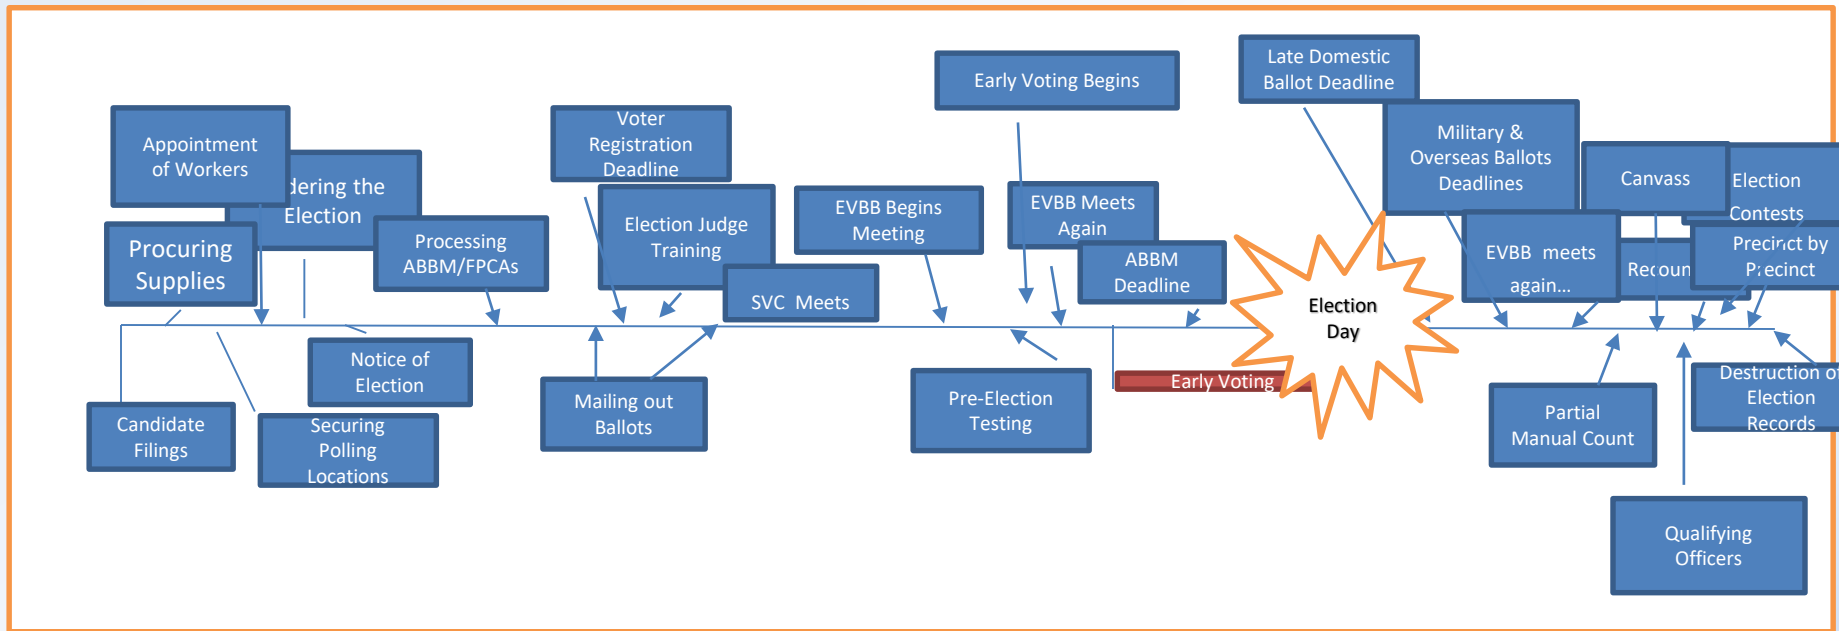 Early Voting Begins
Late Domestic
Ballot Deadline
Appointment
of Workers
dering the
Election
Procuring
Supplies
Processing
ABBM/FPCAs
Voter
Registration
Deadline
Election Judge
Training
SVC  Meets
EVBB Begins
Meeting
EVBB Meets
Again
ABBM
Deadline
Military &
Overseas Ballots
Deadlines
EVBB  meets
again...
Canvass
Recoun
Election
Contests
Precinct by
Precinct
Election
Day
Candidate
Filings
Notice of
Election
Securing
Polling
Locations
Mailing out
Ballots
Pre-Election
Testing
Early Voting
Partial
Manual Count
Destruction of
Election
Records
Qualifying
Officers